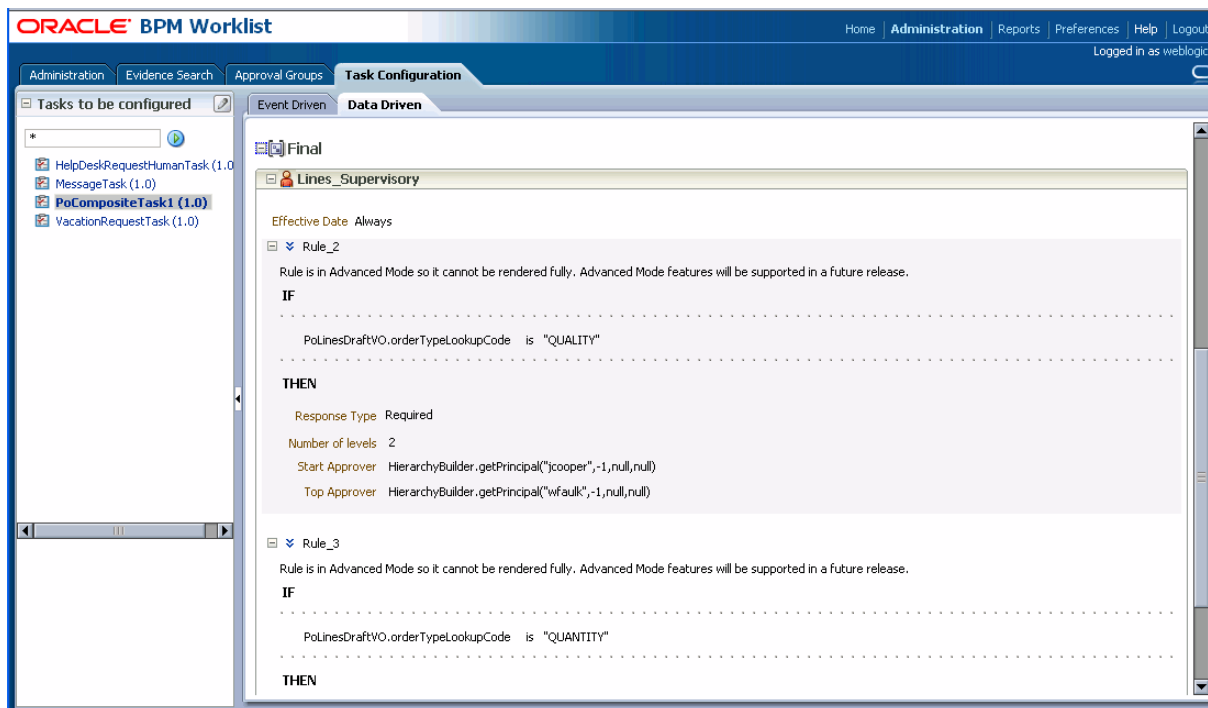 ORACLE BPM Worklist
Home Administration Reports Preferences Help Logout
Logged in as weblogic
Administration Evidence Search Approval Groups Task Configuration
Tasks to be configured
*
HelpDeskRequestHumanTask (1.0
MessageTask (1.0)
PoCompositeTask1 (1.0)
VacationRequestTask (1.0)
Event Driven Data Driven
Final
Lines_Supervisory
Effective Date Always
Rule_2
Rule is in Advanced Mode so it cannot be rendered fully. Advanced Mode features will be supported in a future release.
IF
PoLinesDraftVO.orderTypeLookupCode is "QUALITY"
THEN
Response Type Required
Number of levels 2
Start Approver HierarchyBuilder.getPrincipal("jcooper",-1,null,null)
Top Approver HierarchyBuilder.getPrincipal("wfaulk",-1,null,null)
Rule_3
Rule is in Advanced Mode so it cannot be rendered fully. Advanced Mode features will be supported in a future release.
IF
PoLinesDraftVO.orderTypeLookupCode is "QUANTITY"
THEN